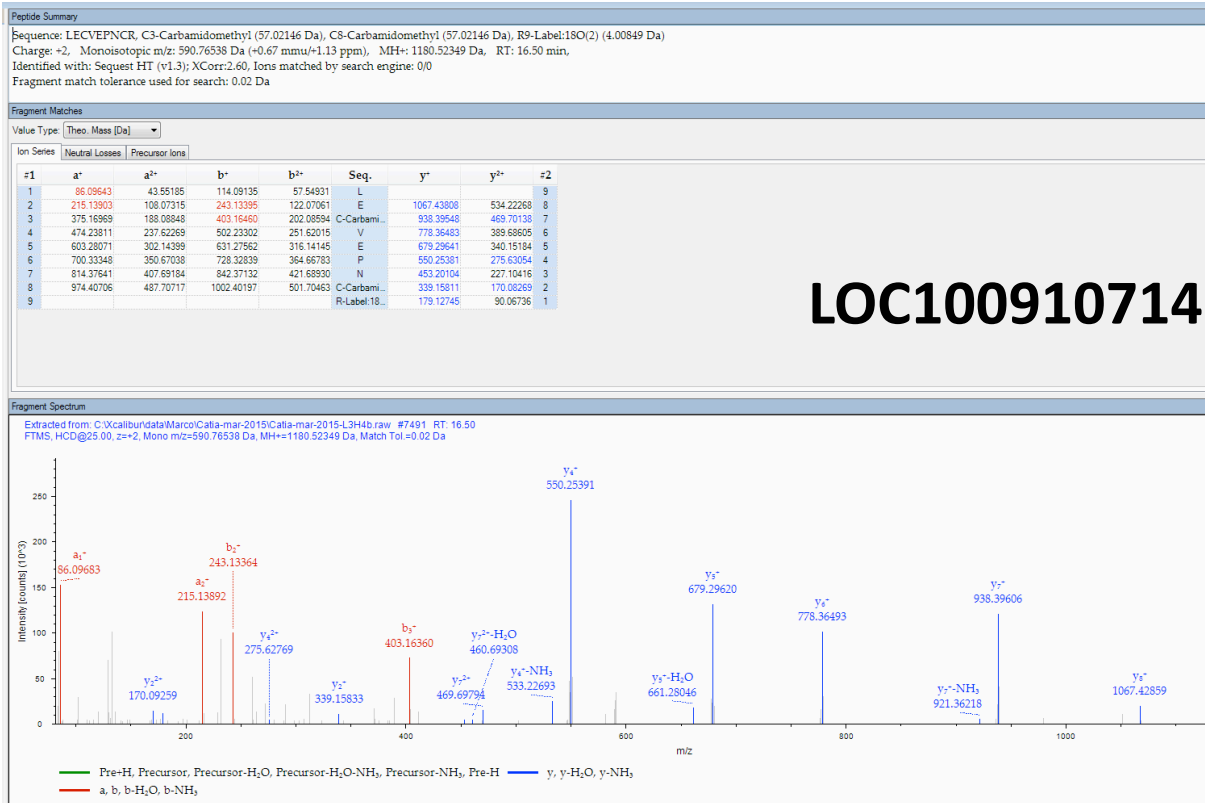 Peptide Summary
Sequence: LECVEPNCR, C3-Carbamidomethyl (57.02146 Da), C8-Carbamidomethyl (57.02146 Da), R9-Label:18O(2) (4.00849 Da)
Charge: +2, Monoisotopic m/z: 590.76538 Da (+0.67 mmu/+1.13 ppm), MH+: 1180.52349 Da, RT: 16.50 min,
Identified with: Sequest HT (v1.3); XCorr:2.60, Ions matched by search engine: 0/0
Fragment match tolerance used for search: 0.02 Da
Fragment Matches
Value Type: Theo. Mass [Da]
Ion Series Neutral Losses Precursor Ions
#1 a⁺ a²⁺ b⁺ b²⁺ Seq. y⁺ y²⁺ #2
1 86.09643 43.55185 114.09135 57.54931 L 9
2 215.13903 108.07315 243.13395 122.07061 E 1067.43808 534.22268 8
3 375.16969 188.08848 403.16460 202.08594 C-Carbami... 938.39548 469.70138 7
4 474.23811 237.62269 502.23302 251.62015 V 778.36483 389.68605 6
5 603.28071 302.14399 631.27562 316.14145 E 679.29641 340.15184 5
6 700.33348 350.67038 728.32839 364.66783 P 550.25381 275.63054 4
7 814.37641 407.69184 842.37132 421.68930 N 453.20104 227.10416 3
8 974.40706 487.70717 1002.40197 501.70463 C-Carbami... 339.15811 170.08269 2
9 R-Label:18... 179.12745 90.06736 1
LOC100910714
Fragment Spectrum
Extracted from: C:\Xcalibur\data\Marco\Catia-mar-2015\Catia-mar-2015-L3H4b.raw #7491 RT: 16.50
FTMS, HCD@25.00, z=+2, Mono m/z=590.76538 Da, MH+=1180.52349 Da, Match Tol.=0.02 Da
Intensity [counts] (10^3)
250
200
150
100
50
0
a₁⁺
86.09683
a₂⁺
215.13892
b₂⁺
243.13364
y₂²⁺
170.09259
y₄²⁺
275.62769
y₂⁺
339.15833
b₃⁺
403.16360
y₇²⁺
469.69794
y₇²⁺-H₂O
460.69308
y₄⁺-NH₃
533.22693
y₄⁺
550.25391
y₅⁺-H₂O
661.28046
y₅⁺
679.29620
y₆⁺
778.36493
y₇⁺-NH₃
921.36218
y₇⁺
938.39606
y₈⁺
1067.42859
200 400 600 800 1000
m/z
Pre+H, Precursor, Precursor-H₂O, Precursor-H₂O-NH₃, Precursor-NH₃, Pre-H y, y-H₂O, y-NH₃
a, b, b-H₂O, b-NH₃